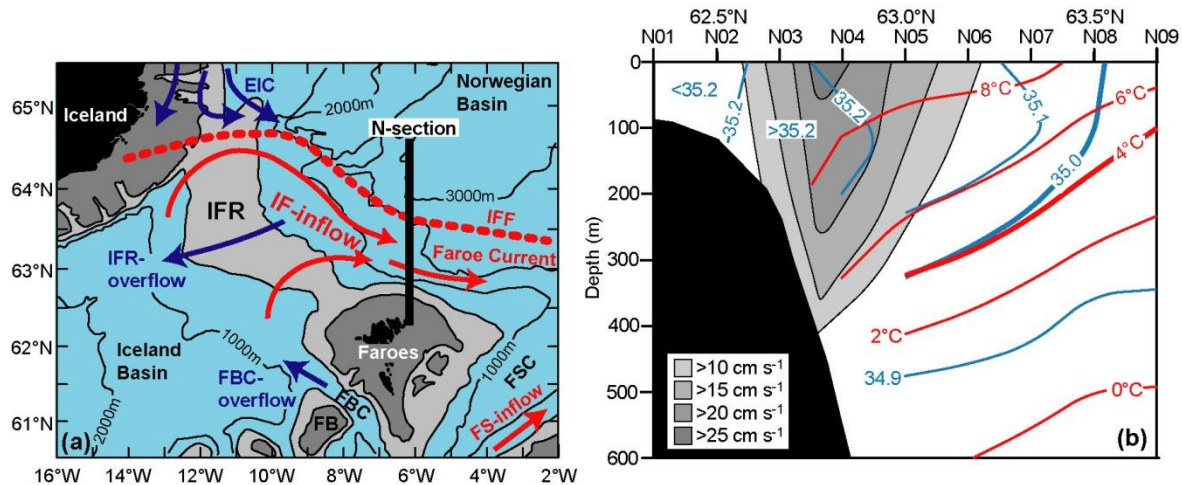 65°N
64°N
63°N
62°N
61°N
16°W 14°W 12°W 10°W 8°W 6°W 4°W 2°W
Iceland
EIC
2000m
Norwegian
Basin
N-section
3000m
IFR
IF-inflow
IFF
Faroe Current
IFR-
overflow
Iceland
Basin
1000m
2000m
FBC-
overflow
FBC
FB
Faroes
1000m
FSC
FS-inflow
(a)
62.5°N 63.0°N 63.5°N
N01 N02 N03 N04 N05 N06 N07 N08 N09
Depth (m)
0
100
200
300
400
500
600
<35.2
35.2
>35.2
35.2
8°C
35.1
6°C
35.0
4°C
2°C
34.9
0°C
>10 cm s⁻¹
>15 cm s⁻¹
>20 cm s⁻¹
>25 cm s⁻¹
(b)